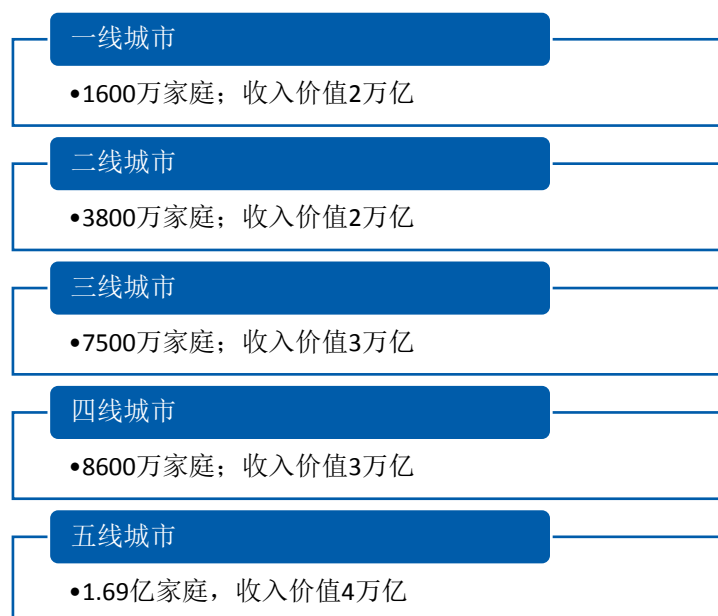 一线城市
•1600万家庭；收入价值2万亿
二线城市
•3800万家庭；收入价值2万亿
三线城市
•7500万家庭；收入价值3万亿
四线城市
•8600万家庭；收入价值3万亿
五线城市
•1.69亿家庭，收入价值4万亿